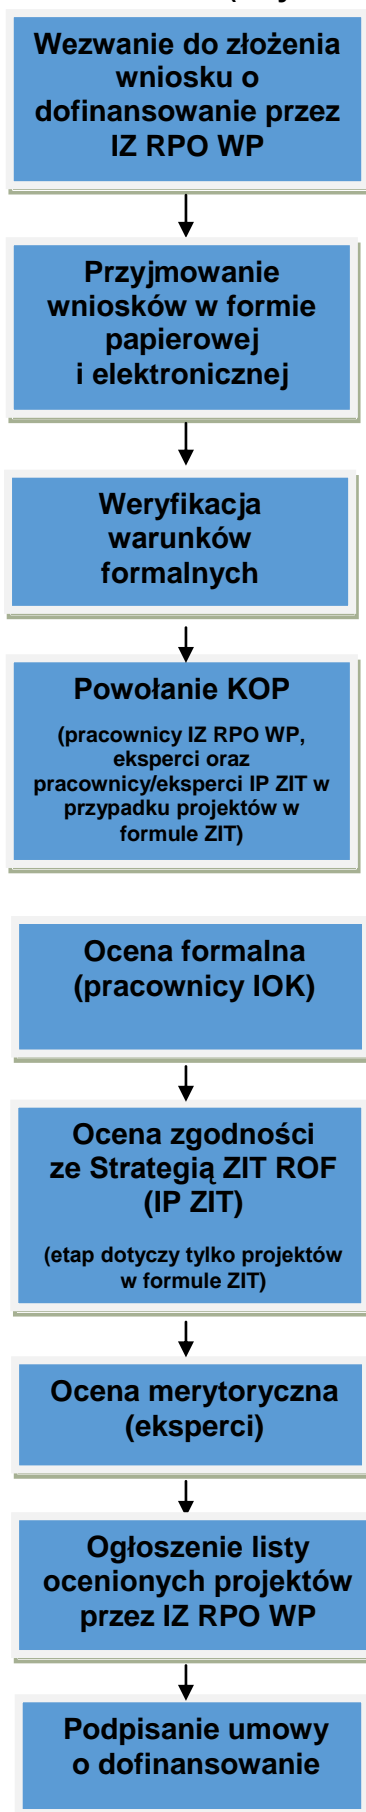 Wezwanie do złożenia
wniosku o
dofinansowanie przez
IZ RPO WP
Przyjmowanie
wniosków w formie
papierowej
i elektronicznej
Weryfikacja
warunków
formalnych
Powołanie KOP
(pracownicy IZ RPO WP,
eksperci oraz
pracownicy/eksperci IP ZIT w
przypadku projektów w
formule ZIT)
Ocena formalna
(pracownicy IOK)
Ocena zgodności
ze Strategią ZIT ROF
(IP ZIT)
(etap dotyczy tylko projektów
w formule ZIT)
Ocena merytoryczna
(eksperci)
Ogłoszenie listy
ocenionych projektów
przez IZ RPO WP
Podpisanie umowy
o dofinansowanie